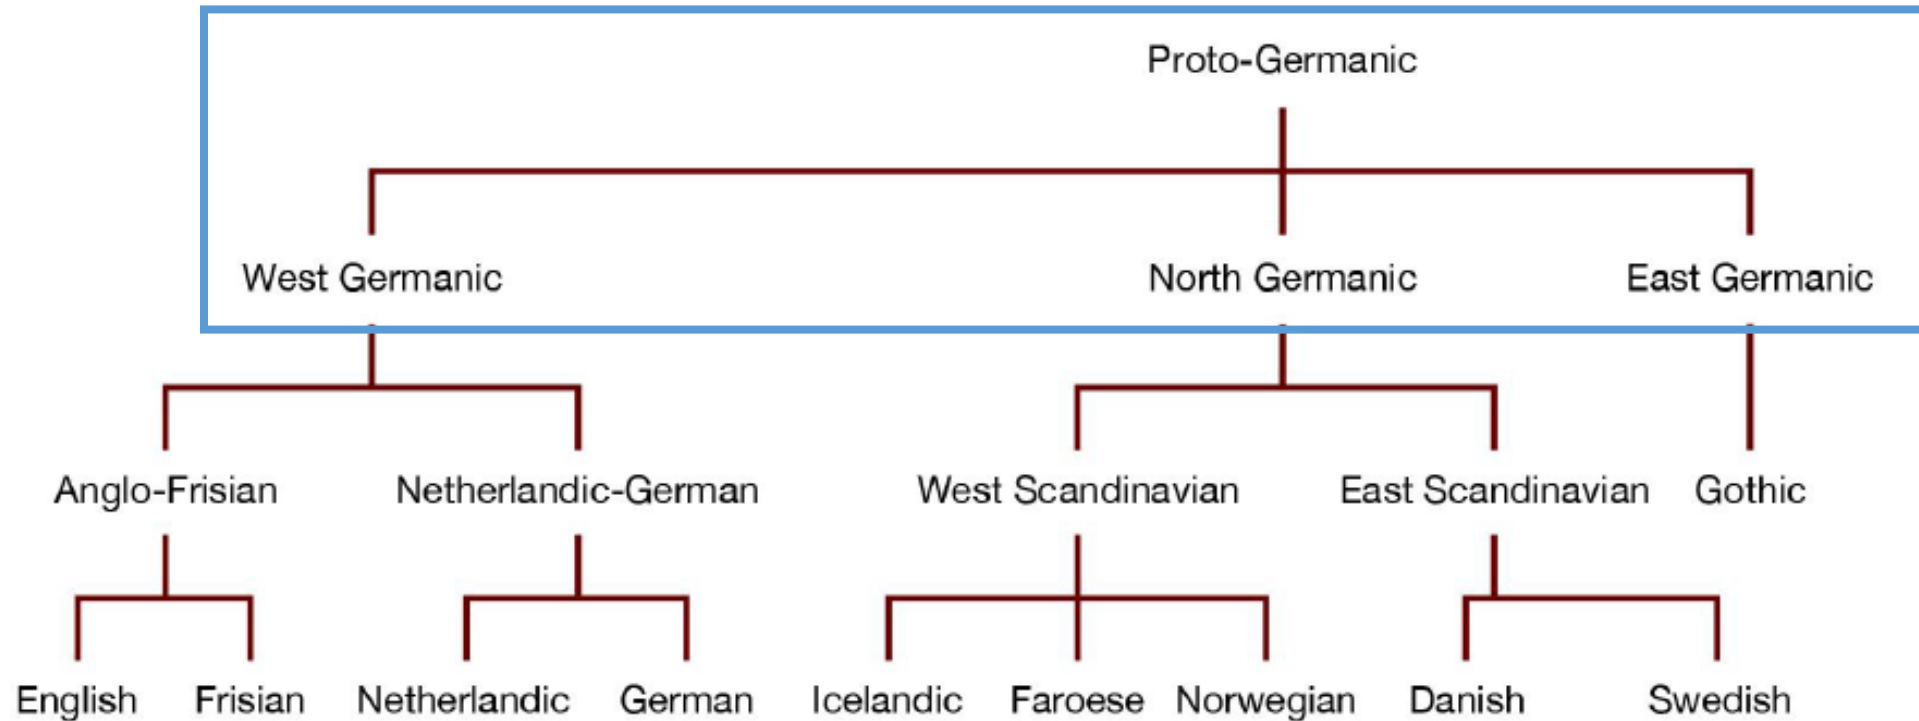 Proto-Germanic
West Germanic North Germanic East Germanic
Anglo-Frisian Netherlandic-German West Scandinavian East Scandinavian Gothic
English Frisian Netherlandic German Icelandic Faroese Norwegian Danish Swedish